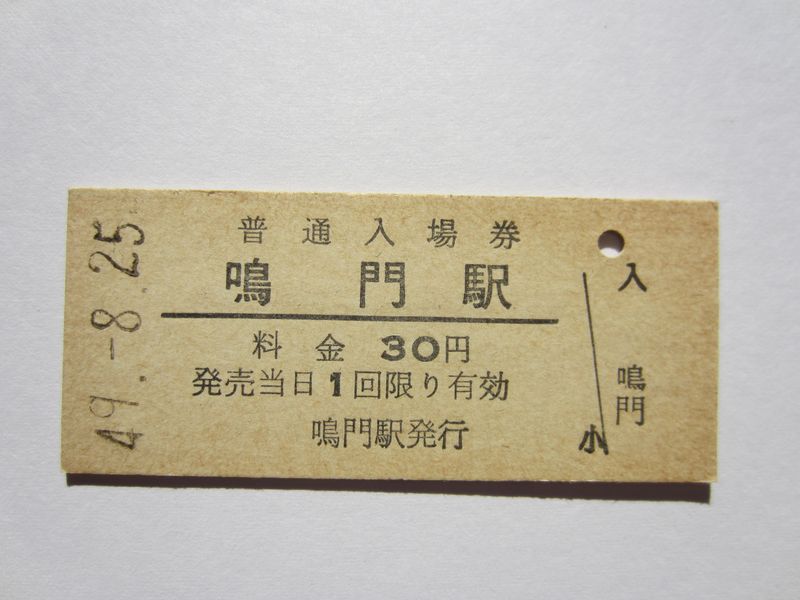 49.-8.25
普通入場券
鳴門駅
料金 30円
発売当日1回限り有効
鳴門駅発行
入
鳴門
小